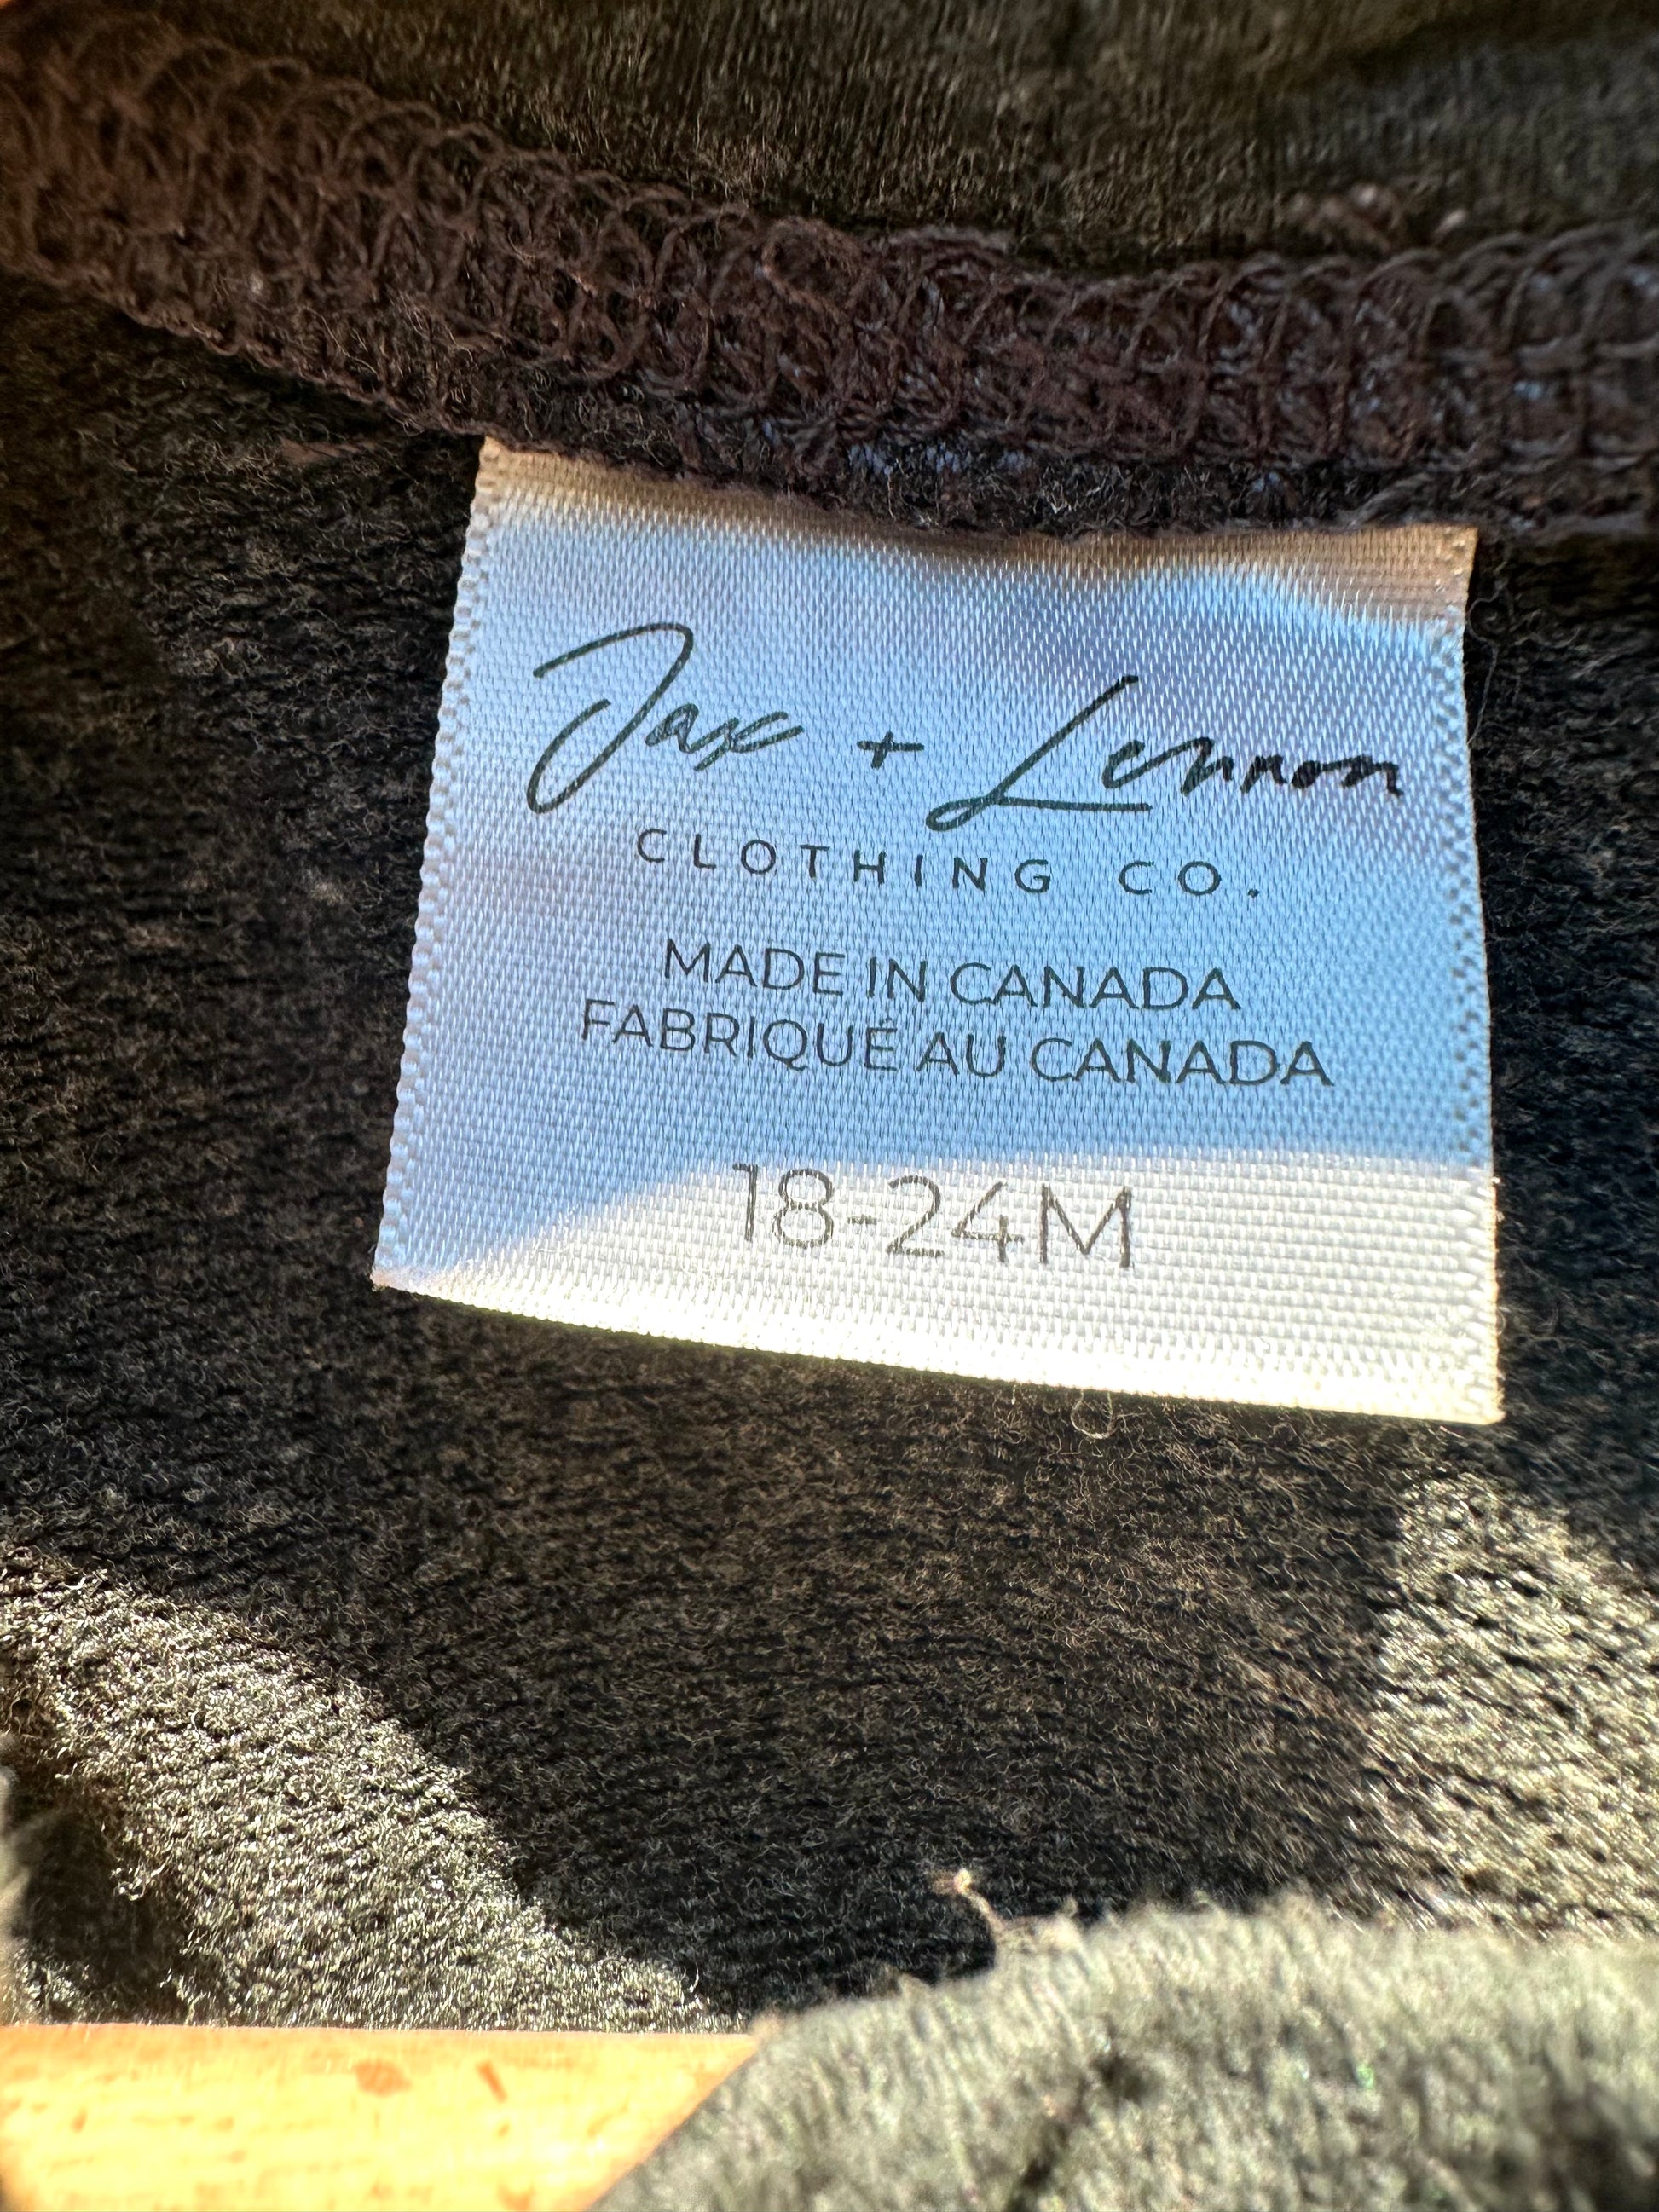 Jax + Lennon
CLOTHING CO.
MADE IN CANADA
FABRIQUÉ AU CANADA
18-24M